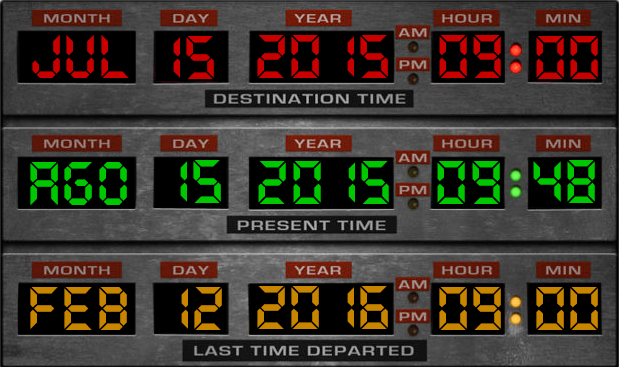 MONTH DAY YEAR AM HOUR MIN
JUL 15 2015 PM 09:00
DESTINATION TIME
MONTH DAY YEAR AM HOUR MIN
AGO 15 2015 PM 09:48
PRESENT TIME
MONTH DAY YEAR AM HOUR MIN
FEB 12 2016 PM 09:00
LAST TIME DEPARTED